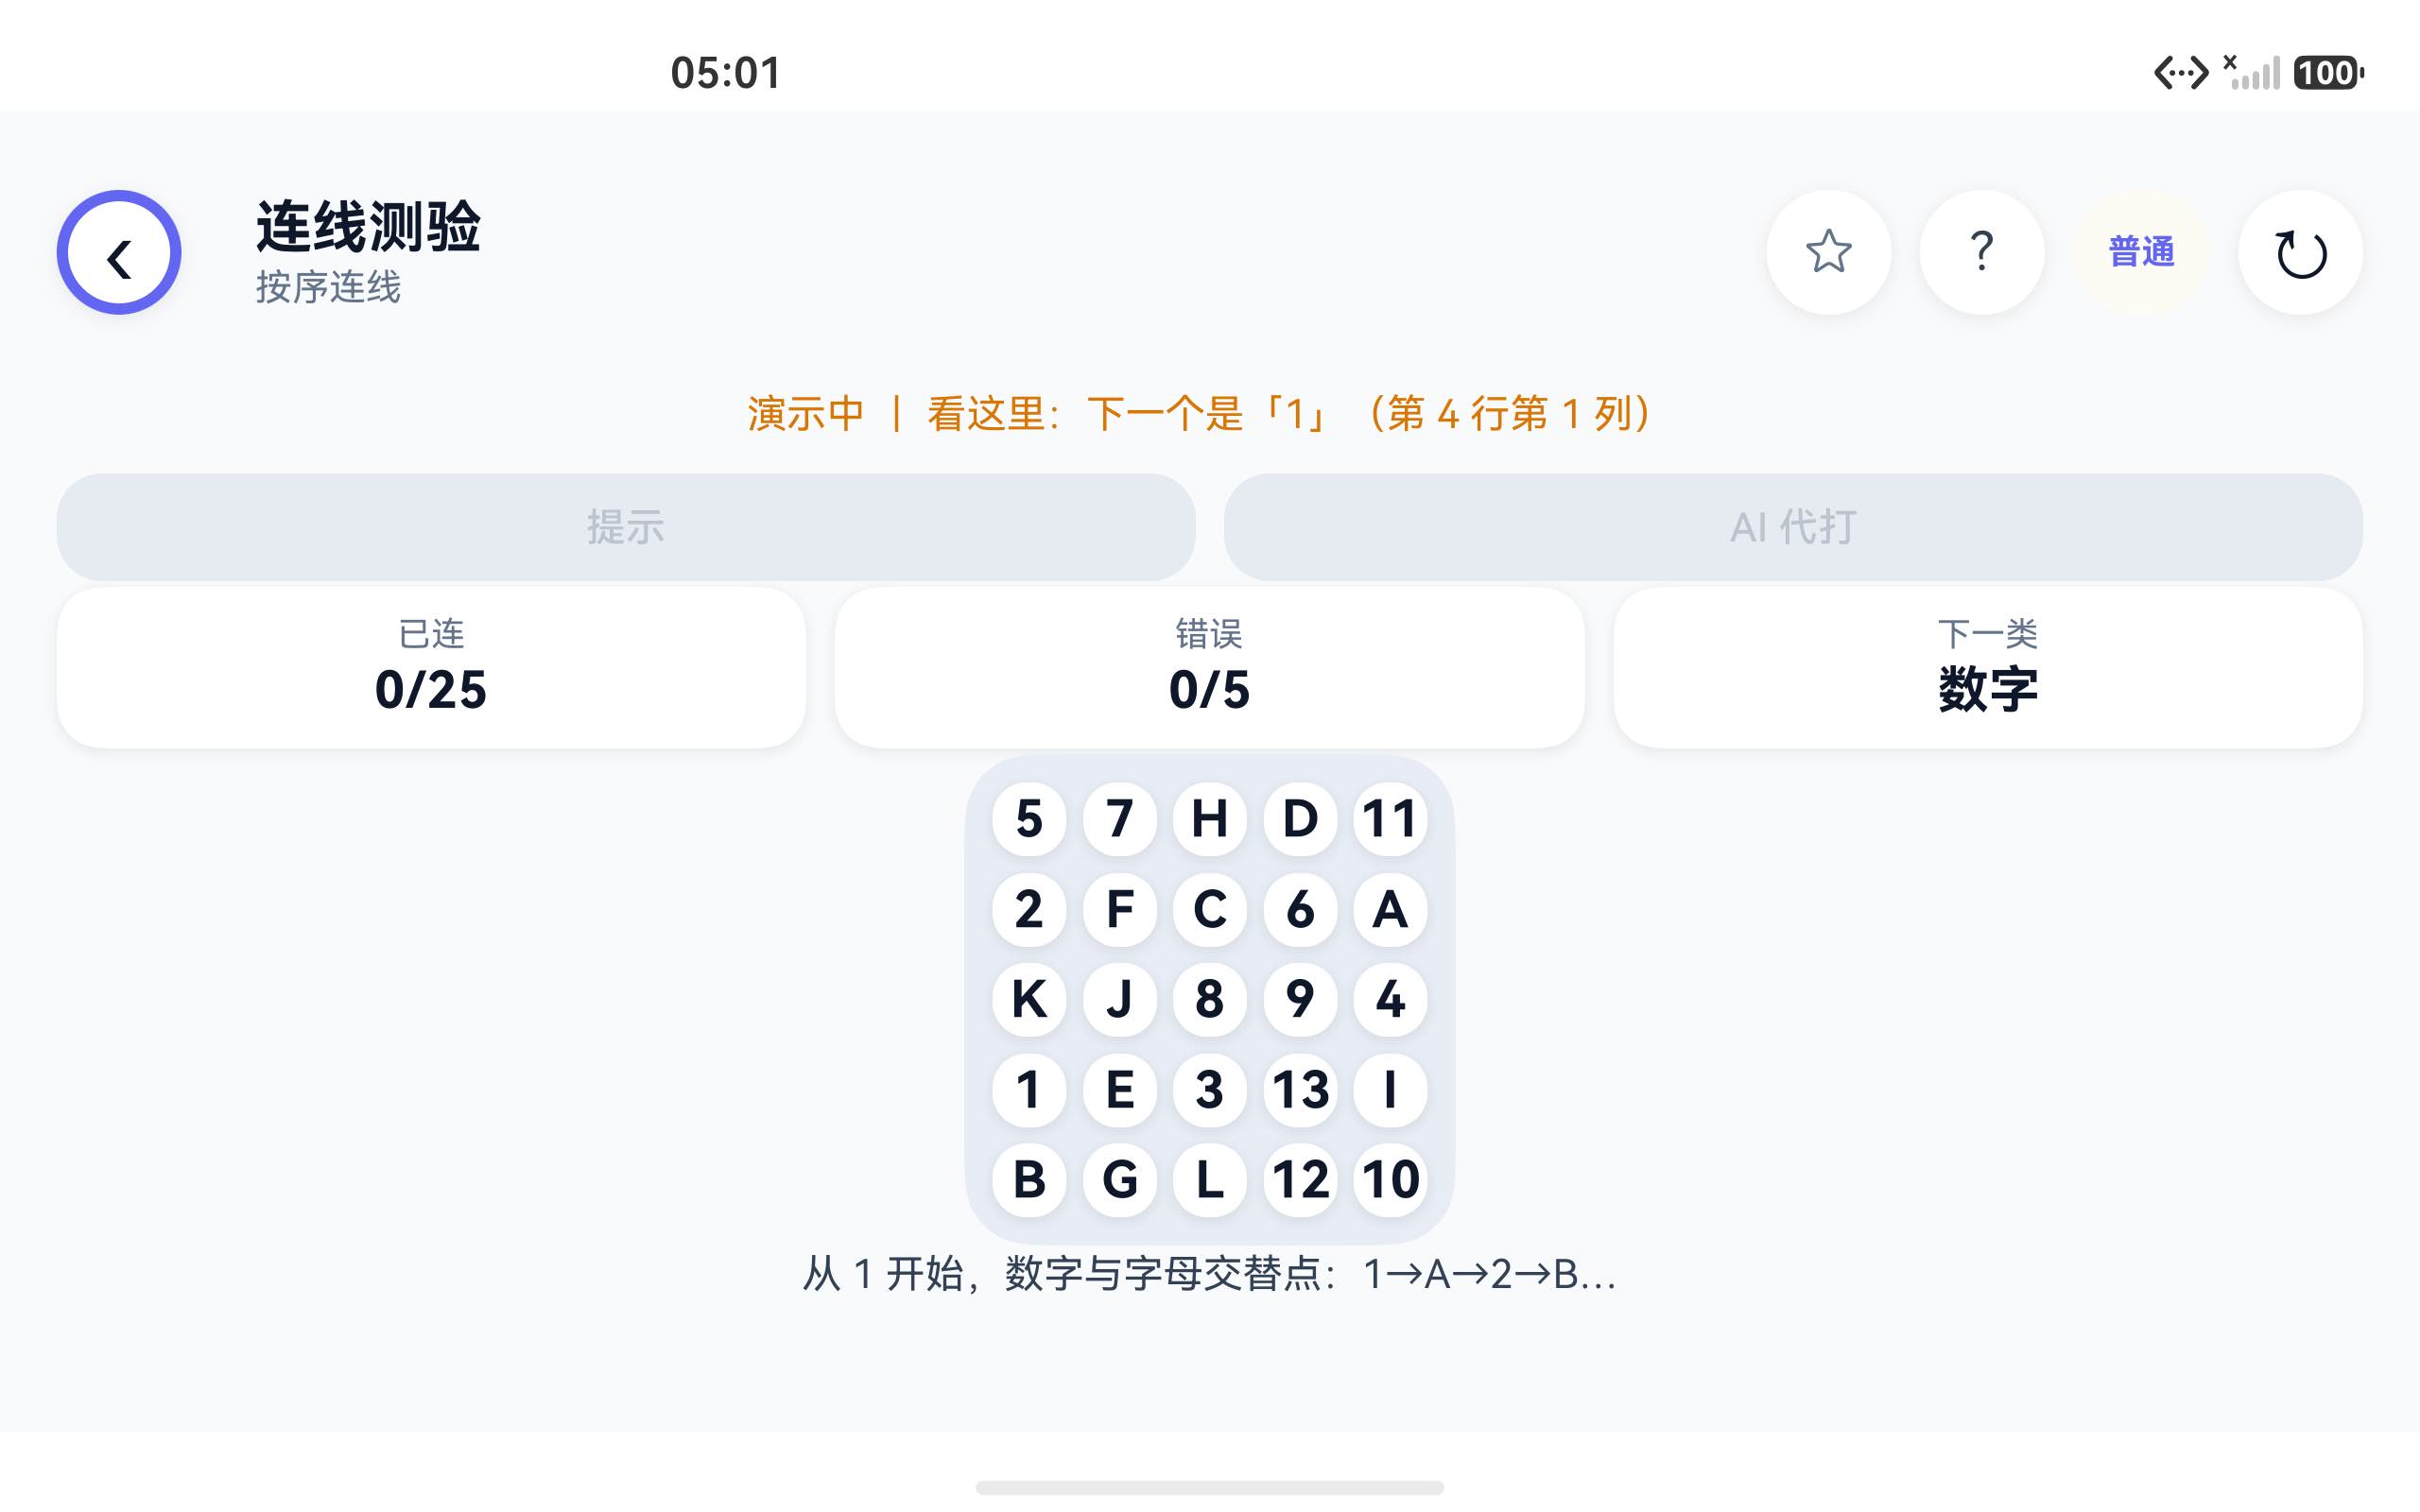 05:01
100
连线测验
按序连线
?
普通
演示中 | 看这里：下一个是「1」（第 4 行第 1 列）
提示
AI 代打
已连
0/25
错误
0/5
下一类
数字
5 7 H D 11
2 F C 6 A
K J 8 9 4
1 E 3 13 I
B G L 12 10
从 1 开始，数字与字母交替点：1→A→2→B...